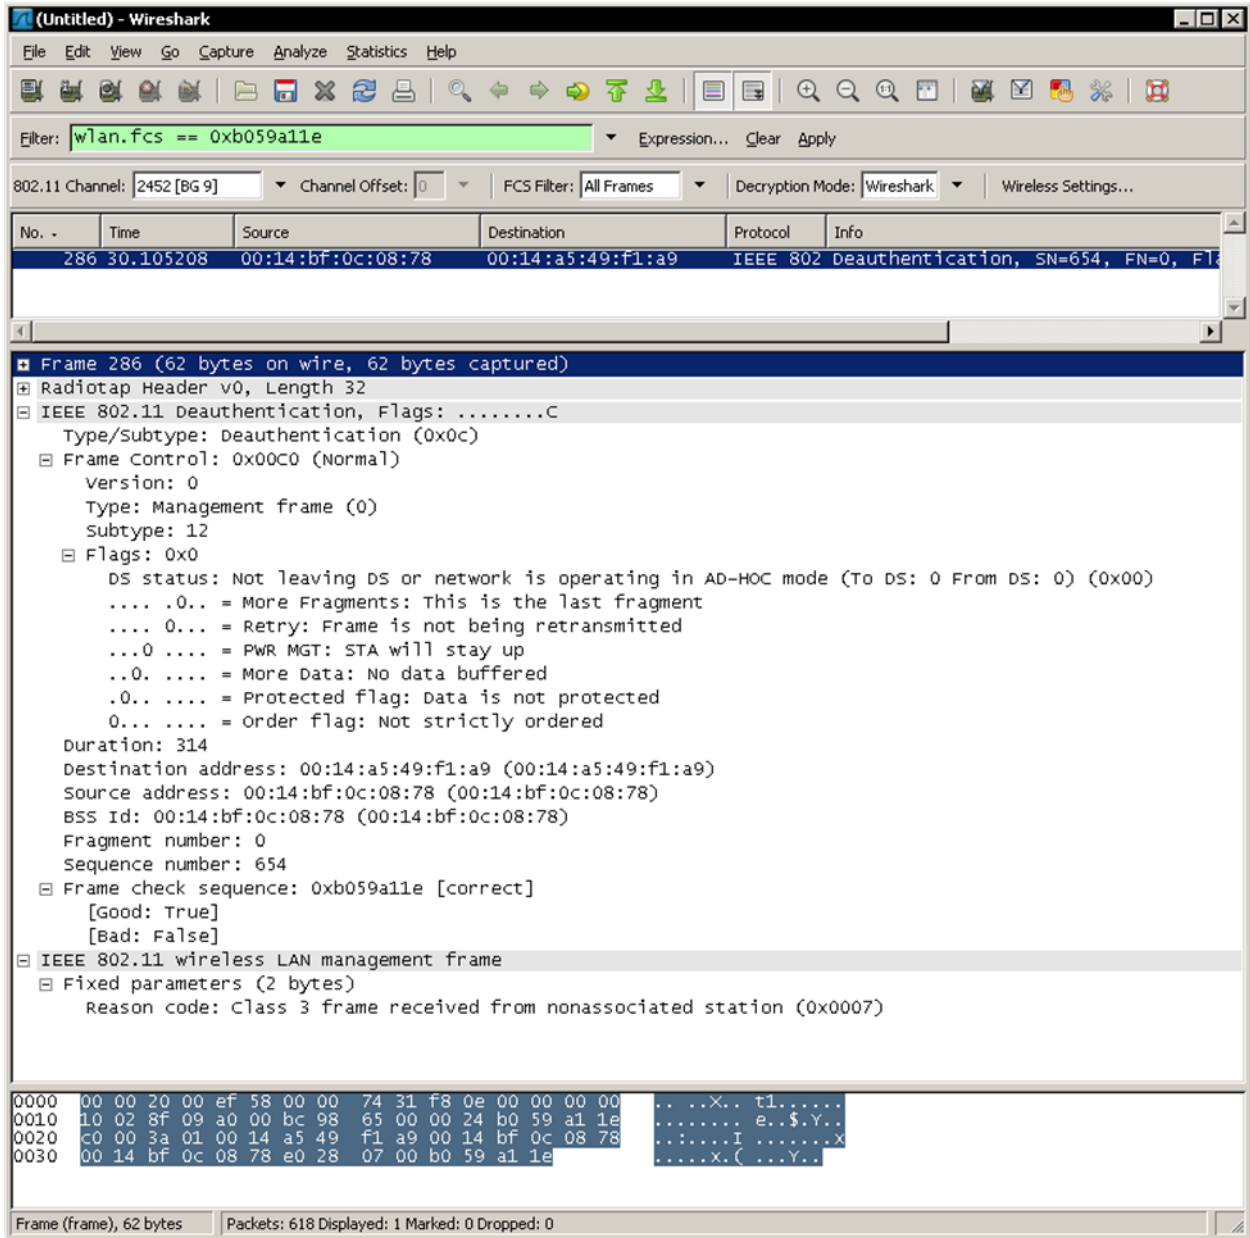 (Untitled) - Wireshark
File Edit View Go Capture Analyze Statistics Help
Filter: wlan.fcs == 0xb059a11e Expression... Clear Apply
802.11 Channel: 2452 [BG 9] Channel Offset: 0 FCS Filter: All Frames Decryption Mode: Wireshark Wireless Settings...
No. - Time Source Destination Protocol Info
286 30.105208 00:14:bf:0c:08:78 00:14:a5:49:f1:a9 IEEE 802 Deauthentication, SN=654, FN=0, Fla
Frame 286 (62 bytes on wire, 62 bytes captured)
Radiotap Header v0, Length 32
IEEE 802.11 Deauthentication, Flags: ........C
Type/Subtype: Deauthentication (0x0c)
Frame Control: 0x00C0 (Normal)
Version: 0
Type: Management frame (0)
Subtype: 12
Flags: 0x0
DS status: Not leaving DS or network is operating in AD-HOC mode (To DS: 0 From DS: 0) (0x00)
.... .0.. = More Fragments: This is the last fragment
.... 0... = Retry: Frame is not being retransmitted
...0 .... = PWR MGT: STA will stay up
..0. .... = More Data: No data buffered
.0.. .... = Protected flag: Data is not protected
0... .... = Order flag: Not strictly ordered
Duration: 314
Destination address: 00:14:a5:49:f1:a9 (00:14:a5:49:f1:a9)
Source address: 00:14:bf:0c:08:78 (00:14:bf:0c:08:78)
BSS Id: 00:14:bf:0c:08:78 (00:14:bf:0c:08:78)
Fragment number: 0
Sequence number: 654
Frame check sequence: 0xb059a11e [correct]
[Good: True]
[Bad: False]
IEEE 802.11 wireless LAN management frame
Fixed parameters (2 bytes)
Reason code: Class 3 frame received from nonassociated station (0x0007)
0000 00 00 20 00 ef 58 00 00 74 31 f8 0e 00 00 00 00 .. ..X.. t1......
0010 10 02 8f 09 a0 00 bc 98 65 00 00 24 b0 59 a1 1e ........ e..$.Y..
0020 c0 00 3a 01 00 14 a5 49 f1 a9 00 14 bf 0c 08 78 ..:....I .......x
0030 00 14 bf 0c 08 78 e0 28 07 00 b0 59 a1 1e .....x.( ...Y..
Frame (frame), 62 bytes Packets: 618 Displayed: 1 Marked: 0 Dropped: 0